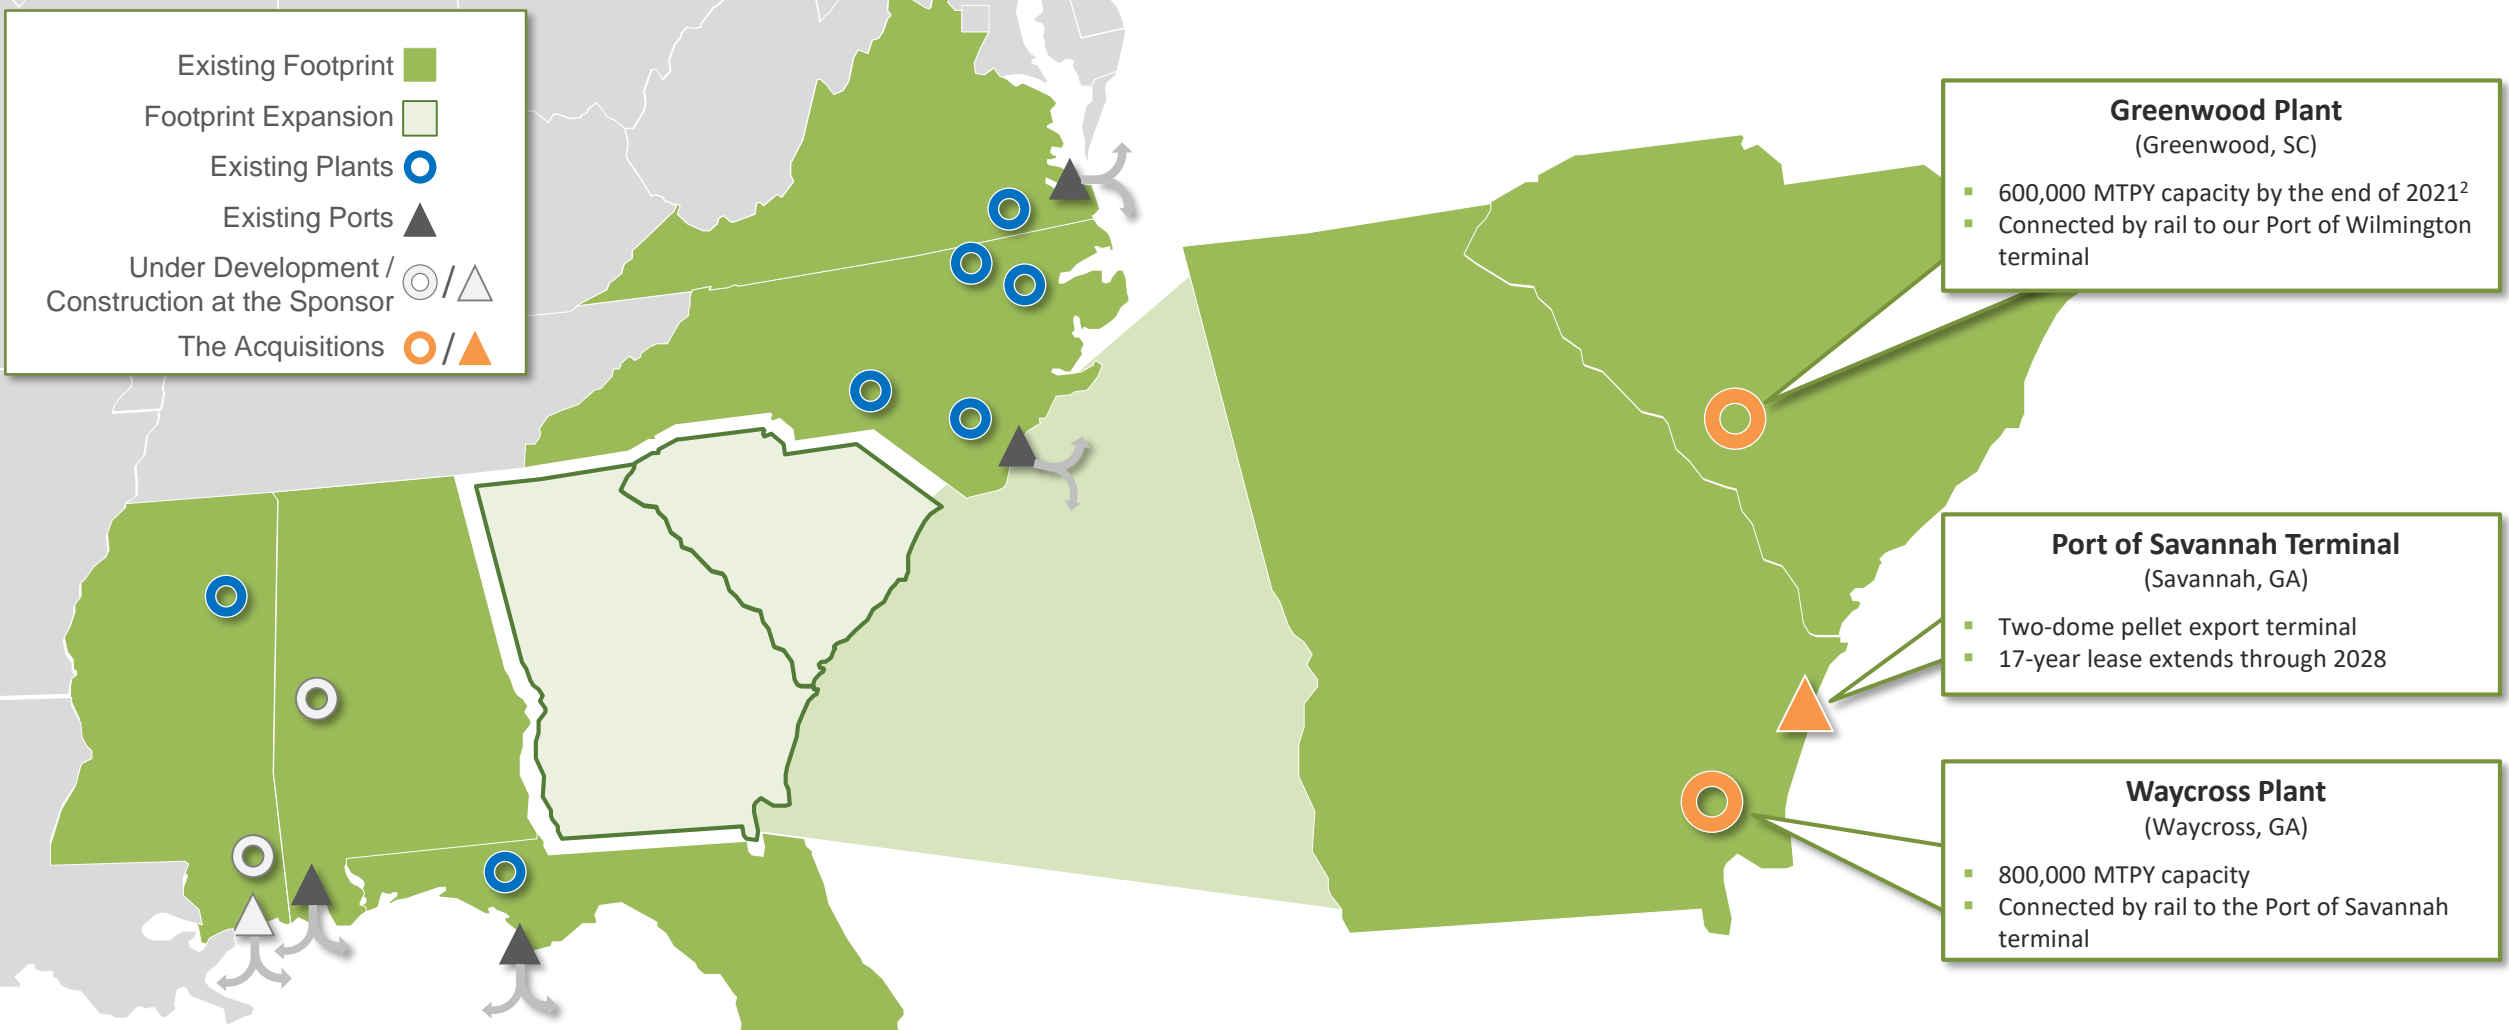 Existing Footprint
Footprint Expansion
Existing Plants
Existing Ports
Under Development /
Construction at the Sponsor
/
The Acquisitions
/
Greenwood Plant
(Greenwood, SC)
▪ 600,000 MTPY capacity by the end of 2021²
▪ Connected by rail to our Port of Wilmington
terminal
Port of Savannah Terminal
(Savannah, GA)
▪ Two-dome pellet export terminal
▪ 17-year lease extends through 2028
Waycross Plant
(Waycross, GA)
▪ 800,000 MTPY capacity
▪ Connected by rail to the Port of Savannah
terminal